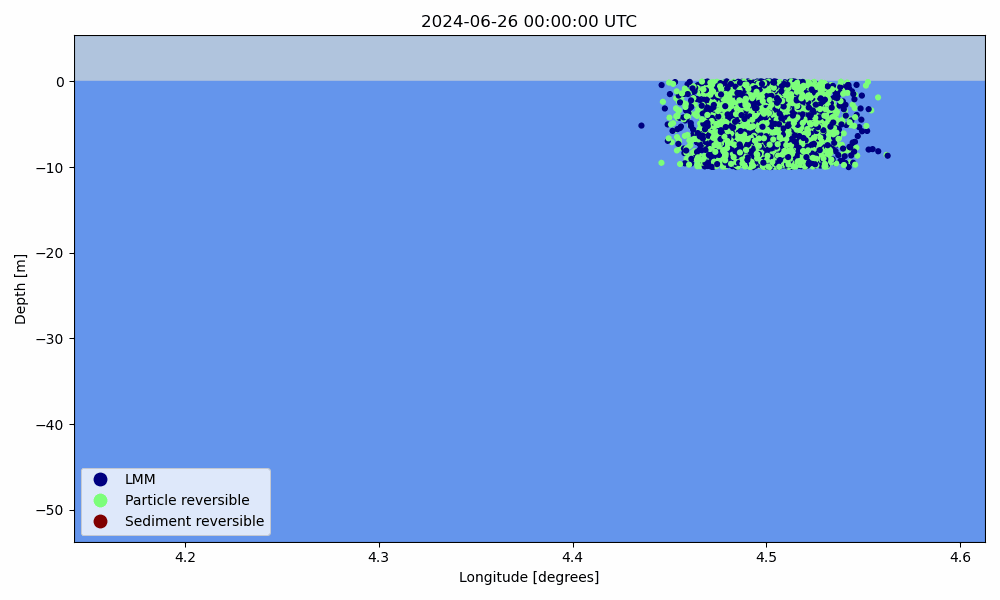 2024-06-26 00:00:00 UTC
0
−10
−20
−30
−40
−50
Depth [m]
LMM
Particle reversible
Sediment reversible
4.2 4.3 4.4 4.5 4.6
Longitude [degrees]